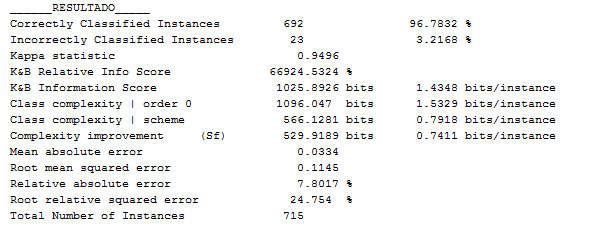 ______RESULTADO_____
Correctly Classified Instances 692 96.7832 %
Incorrectly Classified Instances 23 3.2168 %
Kappa statistic 0.9496
K&B Relative Info Score 66924.5324 %
K&B Information Score 1025.8926 bits 1.4348 bits/instance
Class complexity | order 0 1096.047 bits 1.5329 bits/instance
Class complexity | scheme 566.1281 bits 0.7918 bits/instance
Complexity improvement (Sf) 529.9189 bits 0.7411 bits/instance
Mean absolute error 0.0334
Root mean squared error 0.1145
Relative absolute error 7.8017 %
Root relative squared error 24.754 %
Total Number of Instances 715